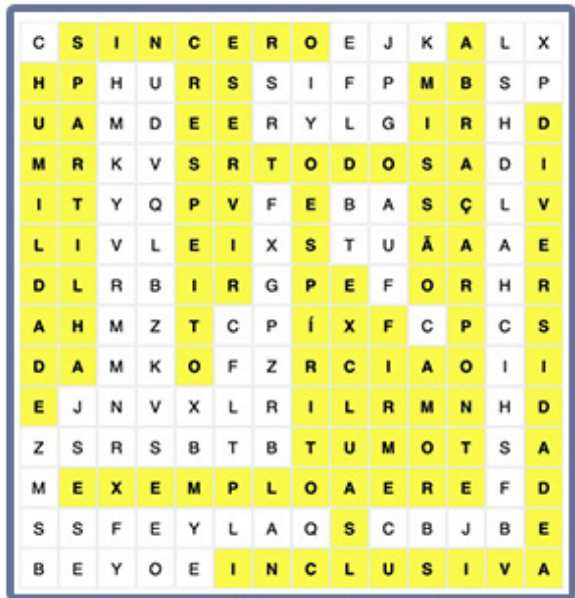 C S I N C E R O E J K A L X
H P H U R S S I F P M B S P
U A M D E E R Y L G I R H D
M R K V S R T O D O S A D I
I T Y Q P V F E B A S Ç L V
L I V L E I X S T U Ã A A E
D L R B I R G P E F O R H R
A H M Z T C P Í X F C P C S
D A M K O F Z R C I A O I I
E J N V X L R I L R M N H D
Z S R S B T B T U M O T S A
M E X E M P L O A E R E F D
S S F E Y L A Q S C B J B E
B E Y O E I N C L U S I V A